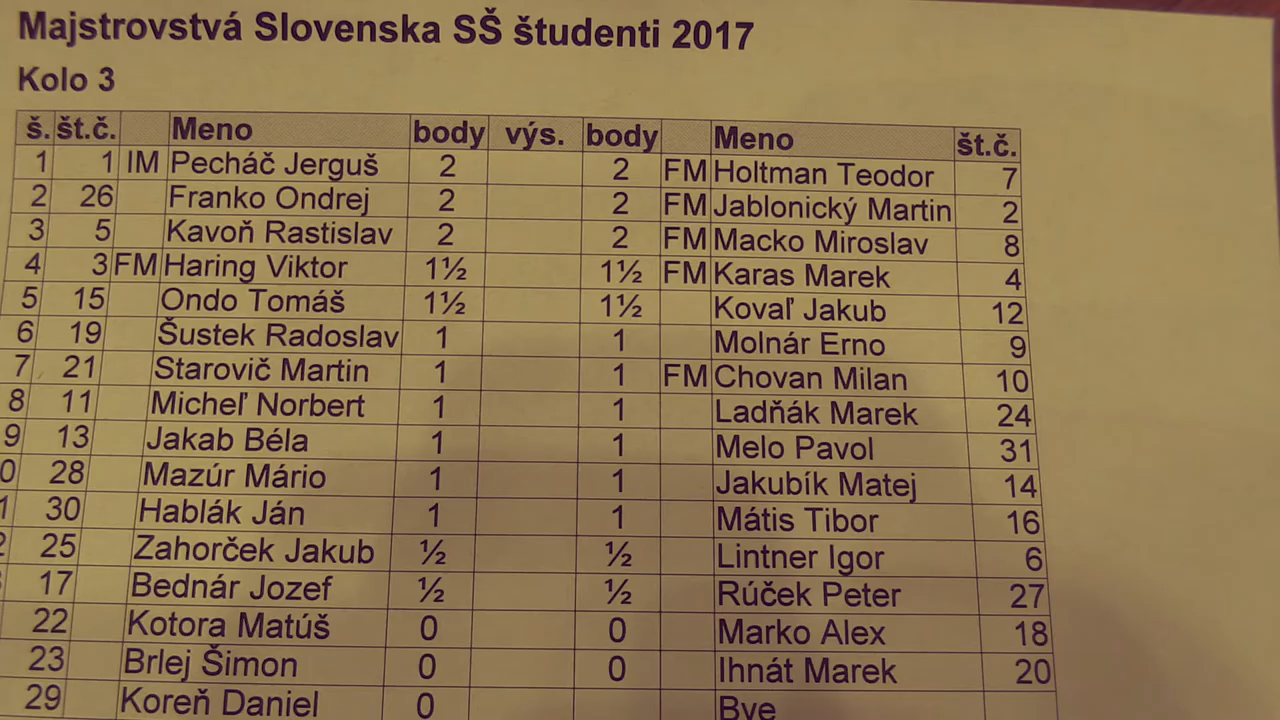 Majstrovstvá Slovenska SŠ študenti 2017
Kolo 3
š. št.č. Meno body výs. body Meno št.č.
1 1 IM Pecháč Jerguš 2 2 FM Holtman Teodor 7
2 26 Franko Ondrej 2 2 FM Jablonický Martin 2
3 5 Kavoň Rastislav 2 2 FM Macko Miroslav 8
4 3 FM Haring Viktor 1½ 1½ FM Karas Marek 4
5 15 Ondo Tomáš 1½ 1½ Kovaľ Jakub 12
6 19 Šustek Radoslav 1 1 Molnár Erno 9
7 21 Starovič Martin 1 1 FM Chovan Milan 10
8 11 Micheľ Norbert 1 1 Ladňák Marek 24
9 13 Jakab Béla 1 1 Melo Pavol 31
0 28 Mazúr Mário 1 1 Jakubík Matej 14
1 30 Hablák Ján 1 1 Mátis Tibor 16
2 25 Zahorček Jakub ½ ½ Lintner Igor 6
17 Bednár Jozef ½ ½ Rúček Peter 27
22 Kotora Matúš 0 0 Marko Alex 18
23 Brlej Šimon 0 0 Ihnát Marek 20
29 Koreň Daniel 0 Bye